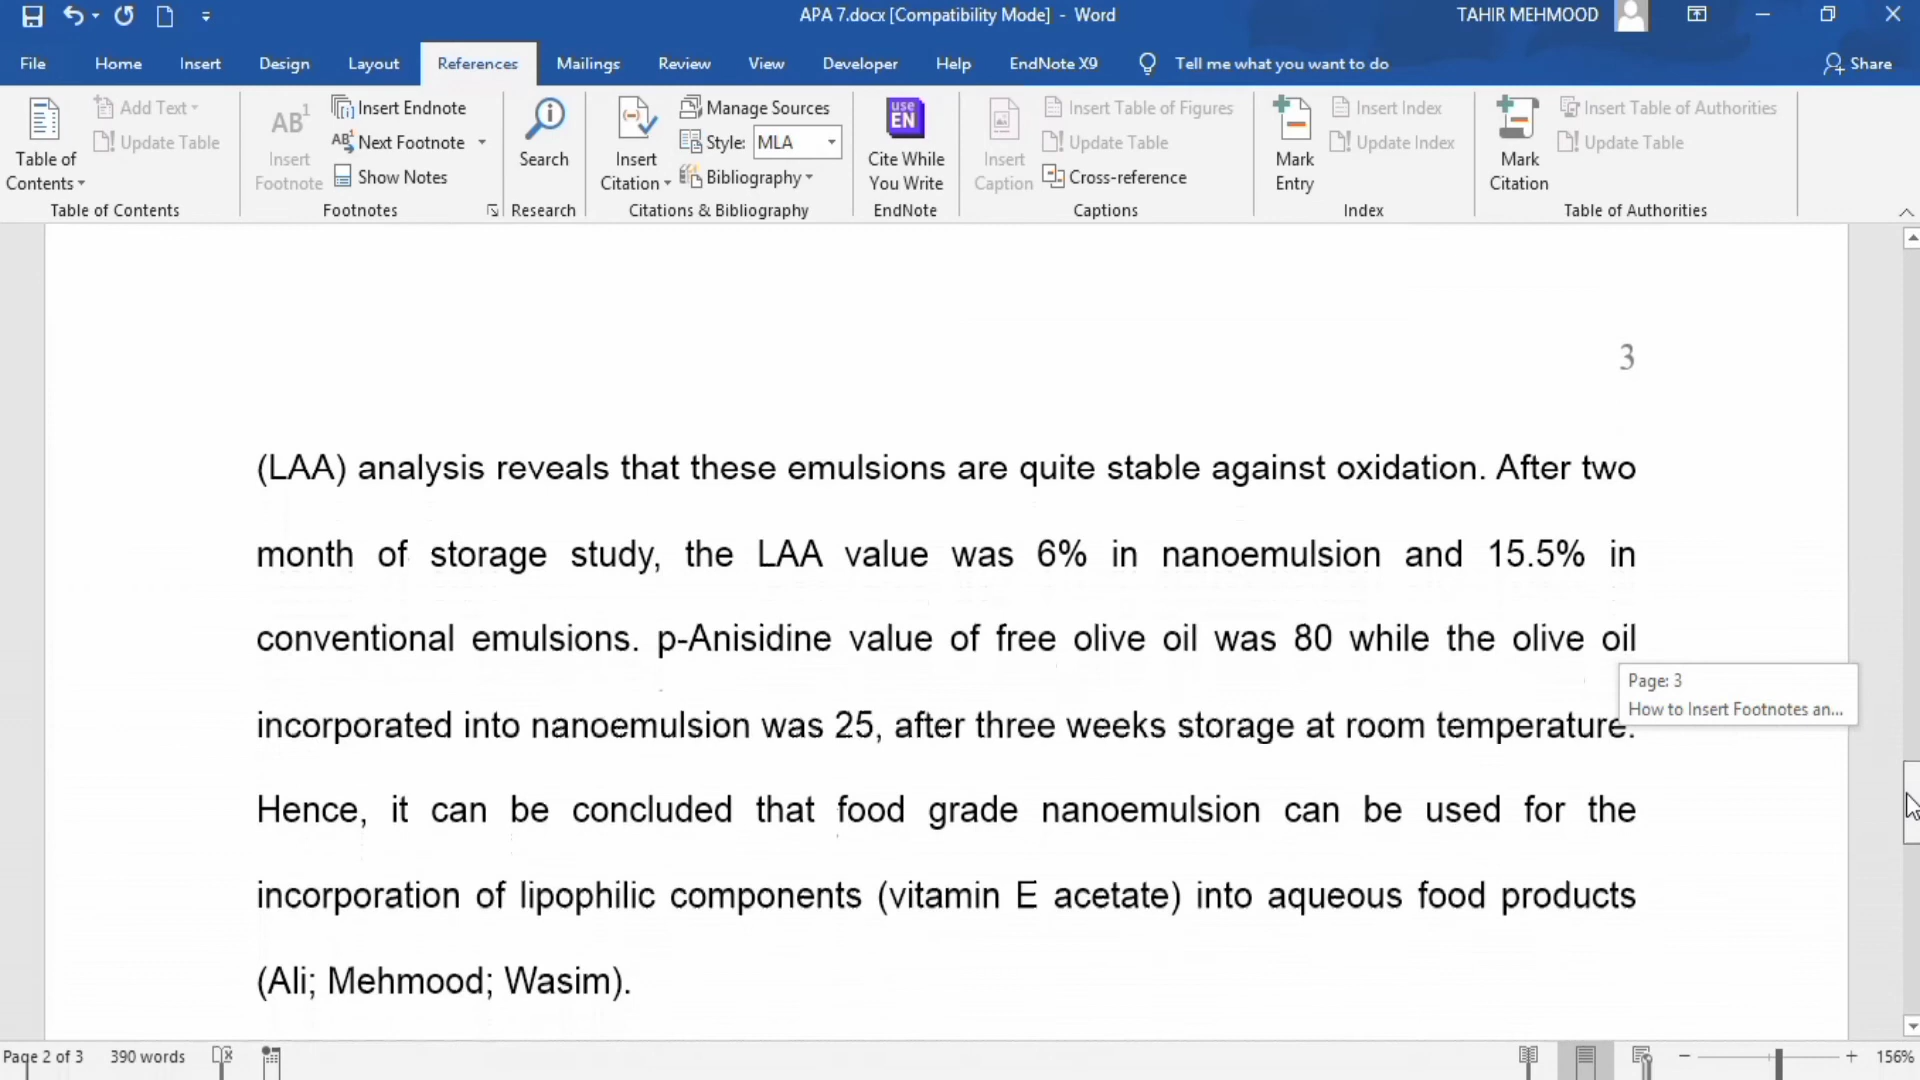 APA 7.docx [Compatibility Mode] - Word
TAHIR MEHMOOD
File Home Insert Design Layout References Mailings Review View Developer Help EndNote X9 Tell me what you want to do Share
Table of Contents
Add Text
Update Table
Table of Contents
AB1 Insert Footnote
Insert Endnote
Next Footnote
Show Notes
Footnotes
Search
Research
Insert Citation
Manage Sources
Style: MLA
Bibliography
Citations & Bibliography
use EN
Cite While You Write
EndNote
Insert Caption
Insert Table of Figures
Update Table
Cross-reference
Captions
Mark Entry
Insert Index
Update Index
Index
Mark Citation
Insert Table of Authorities
Update Table
Table of Authorities
3
(LAA) analysis reveals that these emulsions are quite stable against oxidation. After two
month of storage study, the LAA value was 6% in nanoemulsion and 15.5% in
conventional emulsions. p-Anisidine value of free olive oil was 80 while the olive oil
Page: 3
How to Insert Footnotes an...
incorporated into nanoemulsion was 25, after three weeks storage at room temperature.
Hence, it can be concluded that food grade nanoemulsion can be used for the
incorporation of lipophilic components (vitamin E acetate) into aqueous food products
(Ali; Mehmood; Wasim).
Page 2 of 3 390 words 156%